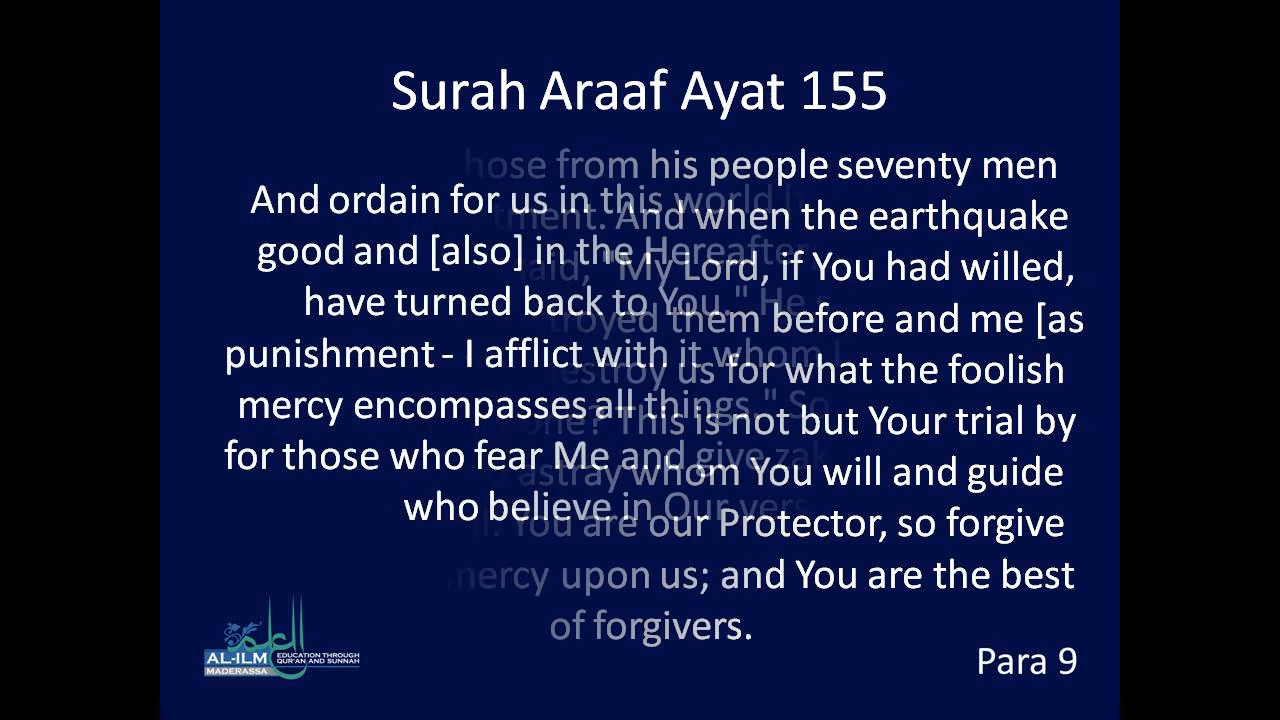 Surah Araaf Ayat 155
hose from his people seventy men
And ordain for us in this world
tment. And when the earthquake
good and [also] in the Hereafter
said, "My Lord, if You had willed,
have turned back to You." He
troyed them before and me [as
punishment - I afflict with it whom I
estroy us for what the foolish
mercy encompasses all things." So
one? This is not but Your trial by
for those who fear Me and give zak
astray whom You will and guide
who believe in Our vers
You are our Protector, so forgive
mercy upon us; and You are the best
of forgivers.
العلم
AL-ILM
MADERASSA
EDUCATION THROUGH
QUR'AN AND SUNNAH
Para 9